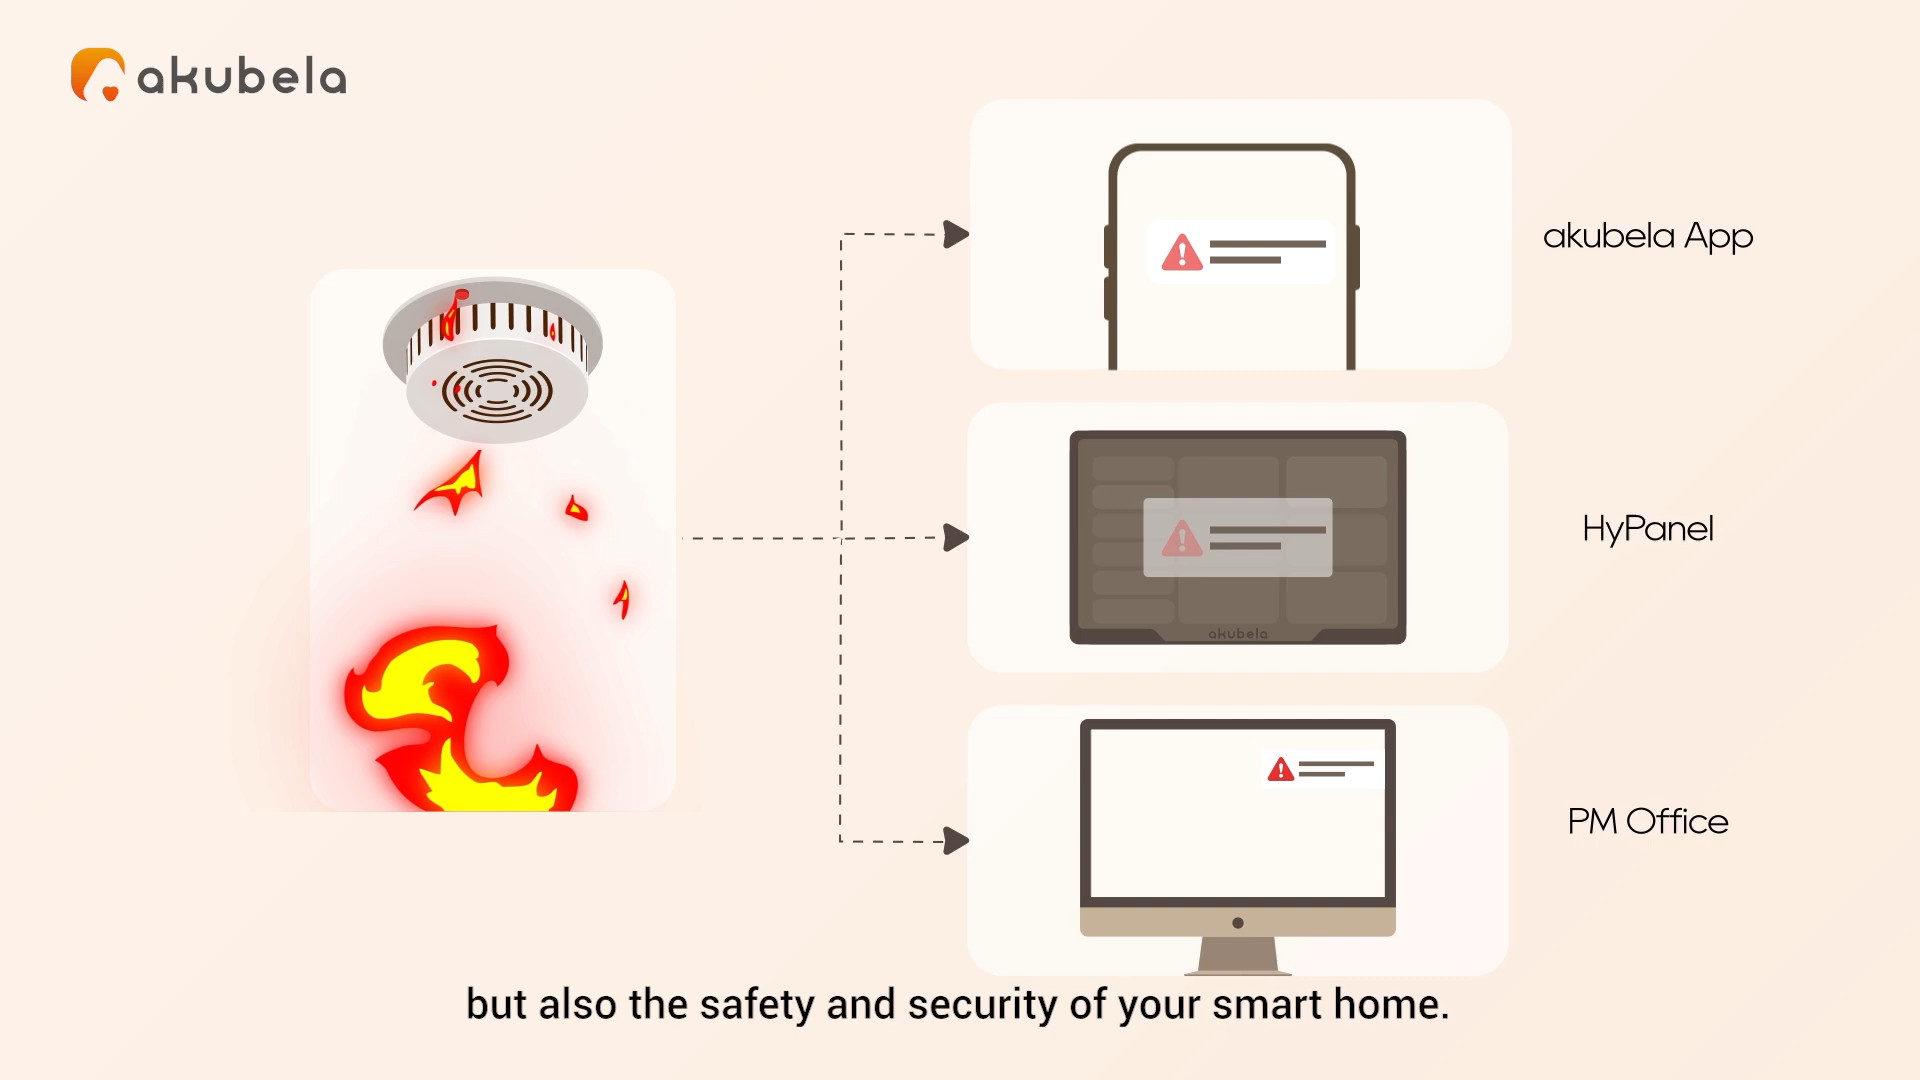 akubela
akubela App
HyPanel
akubela
PM Office
but also the safety and security of your smart home.